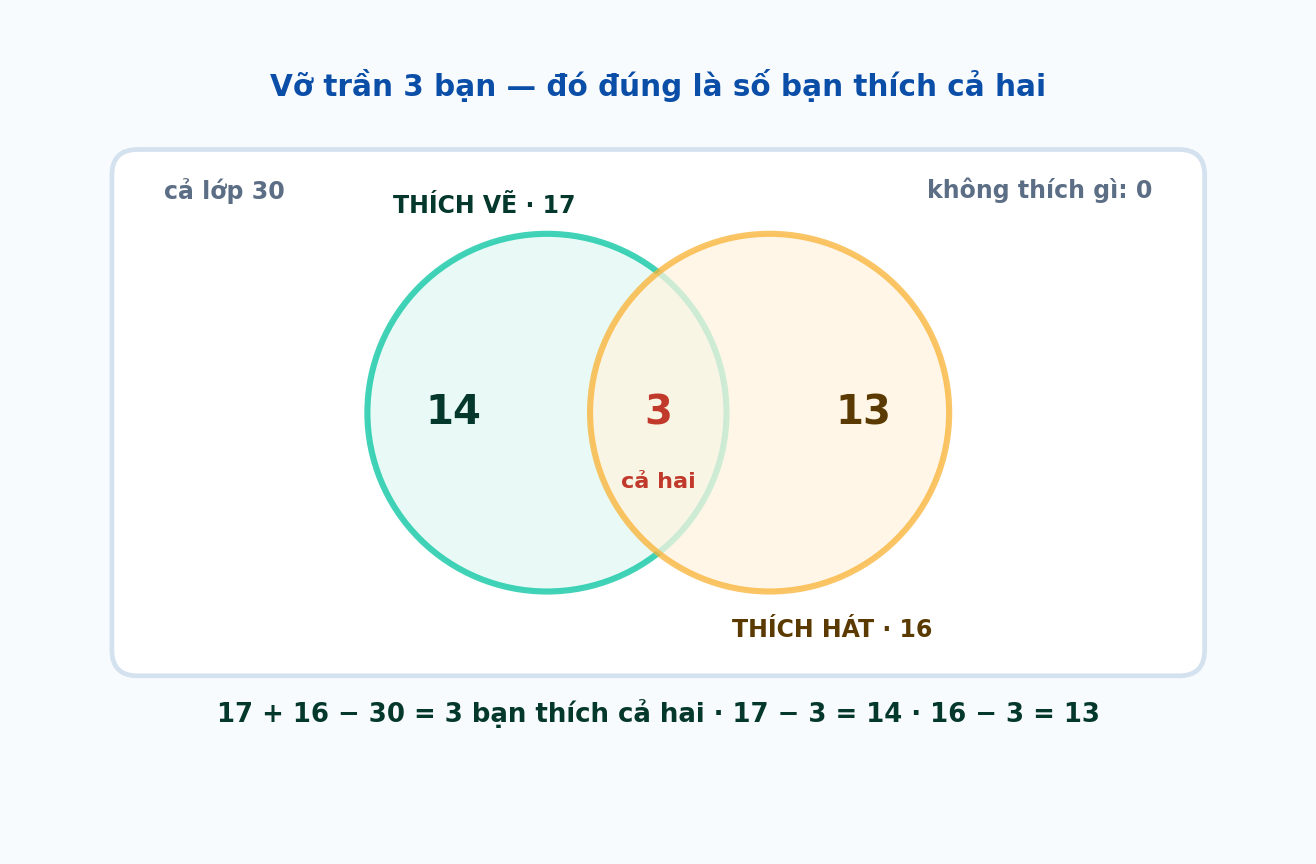 Vỡ trần 3 bạn — đó đúng là số bạn thích cả hai
cả lớp 30
không thích gì: 0
THÍCH VẼ · 17
14
3
13
cả hai
THÍCH HÁT · 16
17 + 16 − 30 = 3 bạn thích cả hai · 17 − 3 = 14 · 16 − 3 = 13